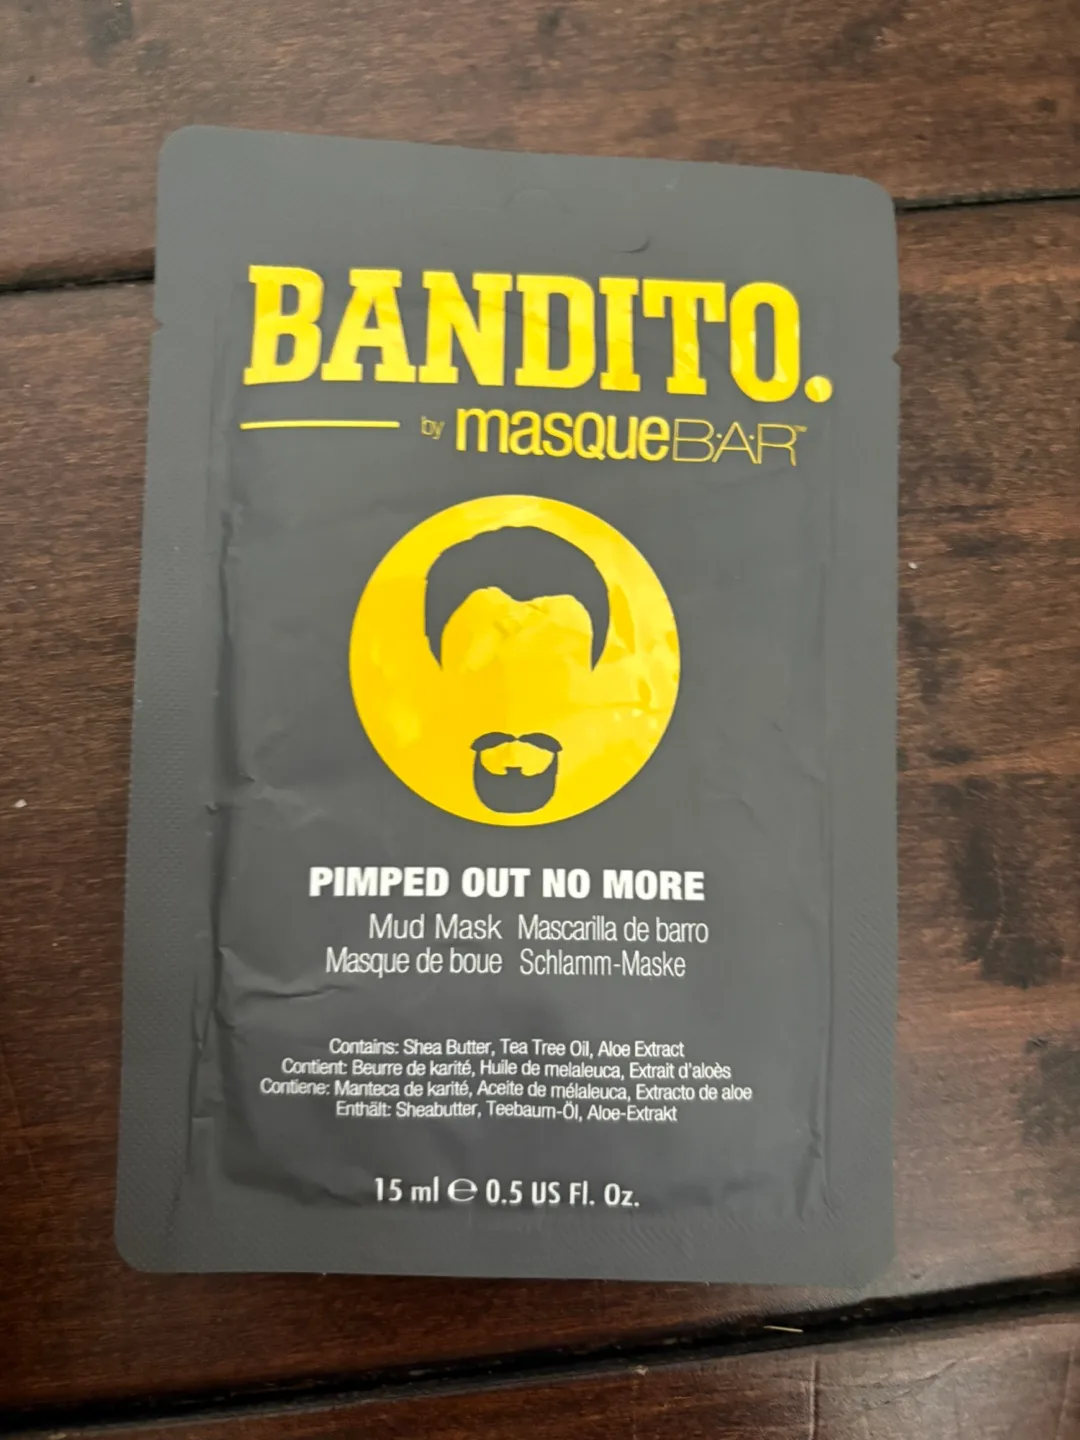 BANDITO.
by masqueBAR™
PIMPED OUT NO MORE
Mud Mask Mascarilla de barro
Masque de boue Schlamm-Maske
Contains: Shea Butter, Tea Tree Oil, Aloe Extract
Contient: Beurre de karité, Huile de melaleuca, Extrait d'aloès
Contiene: Manteca de karité, Aceite de mélaleuca, Extracto de aloe
Enthält: Sheabutter, Teebaum-Öl, Aloe-Extrakt
15 ml ℮ 0.5 US Fl. Oz.